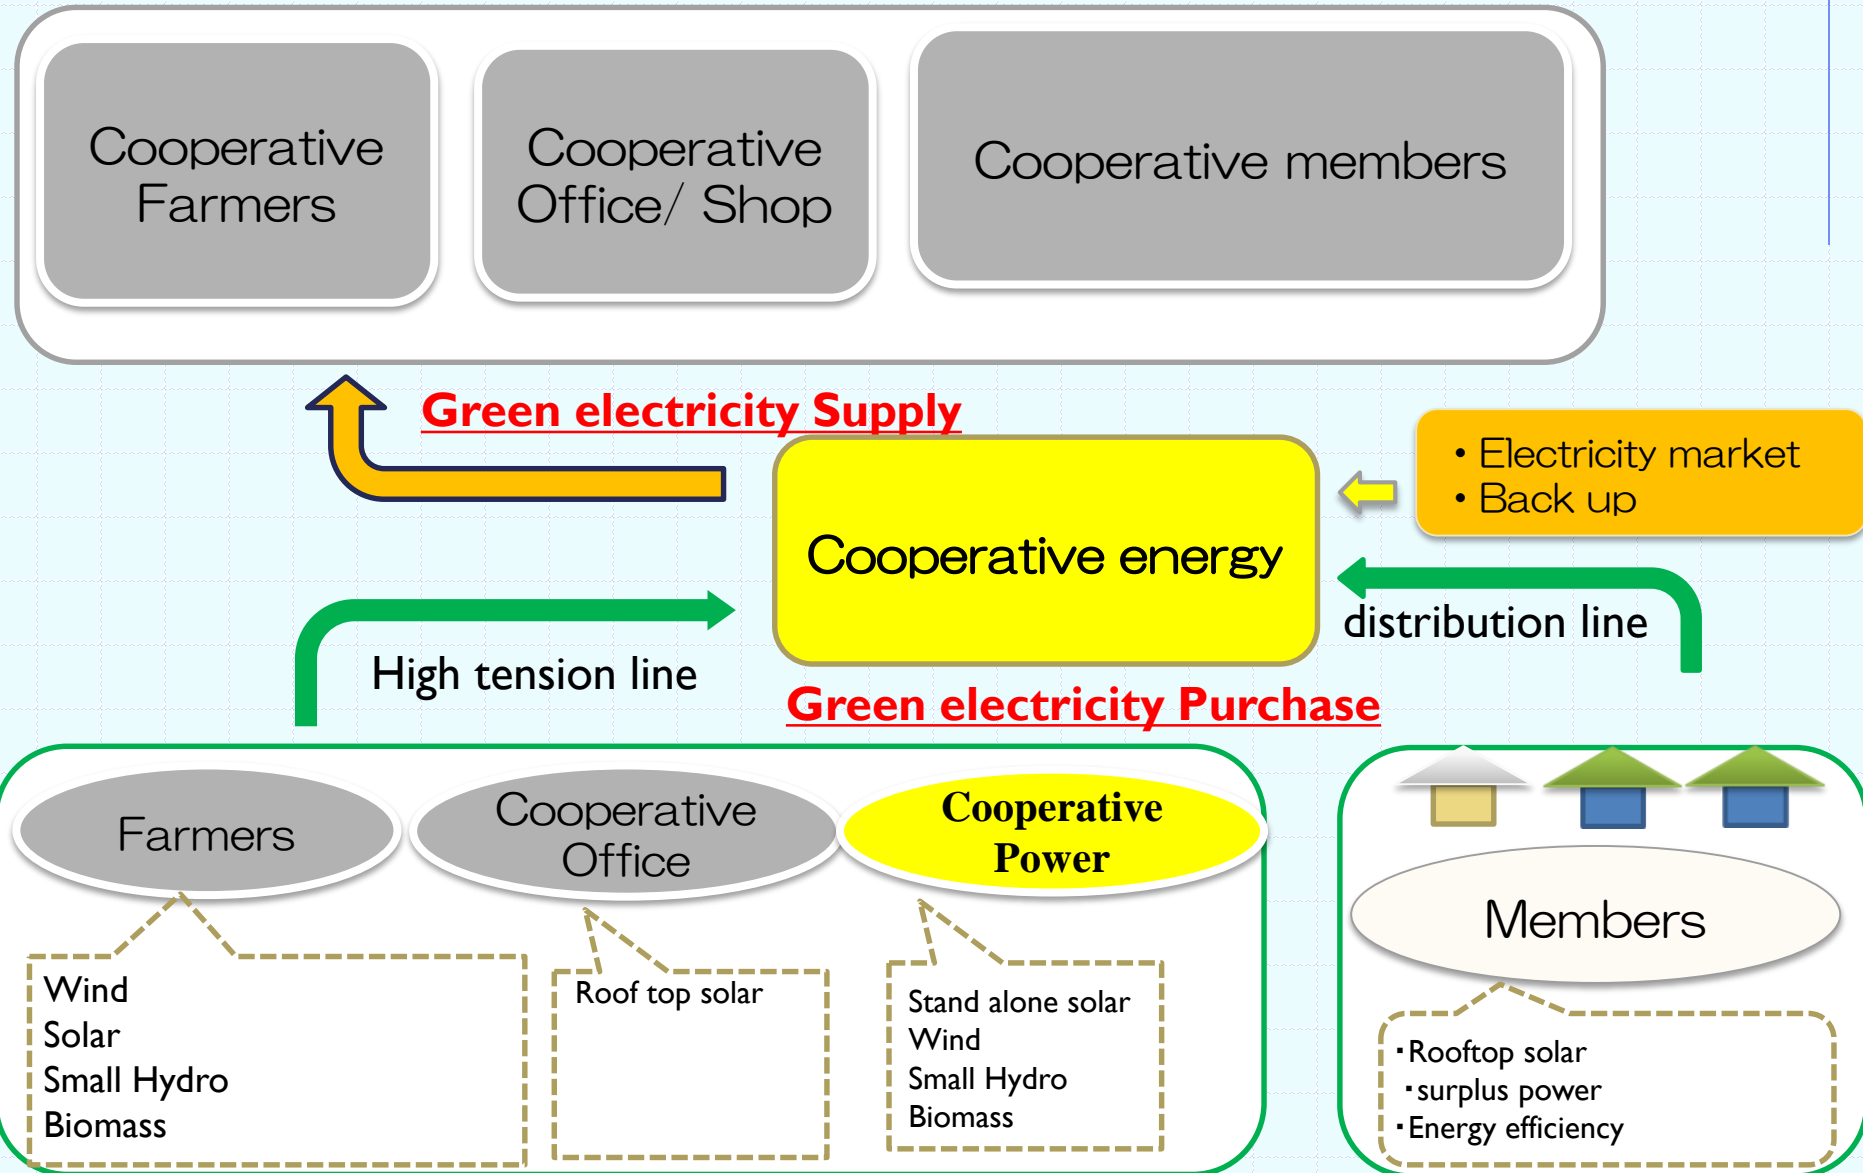 Cooperative
Farmers
Cooperative
Office/ Shop
Cooperative members
Green electricity Supply
• Electricity market
• Back up
Cooperative energy
distribution line
High tension line
Green electricity Purchase
Farmers
Cooperative
Office
Cooperative
Power
Members
Wind
Solar
Small Hydro
Biomass
Roof top solar
Stand alone solar
Wind
Small Hydro
Biomass
･Rooftop solar
･surplus power
･Energy efficiency